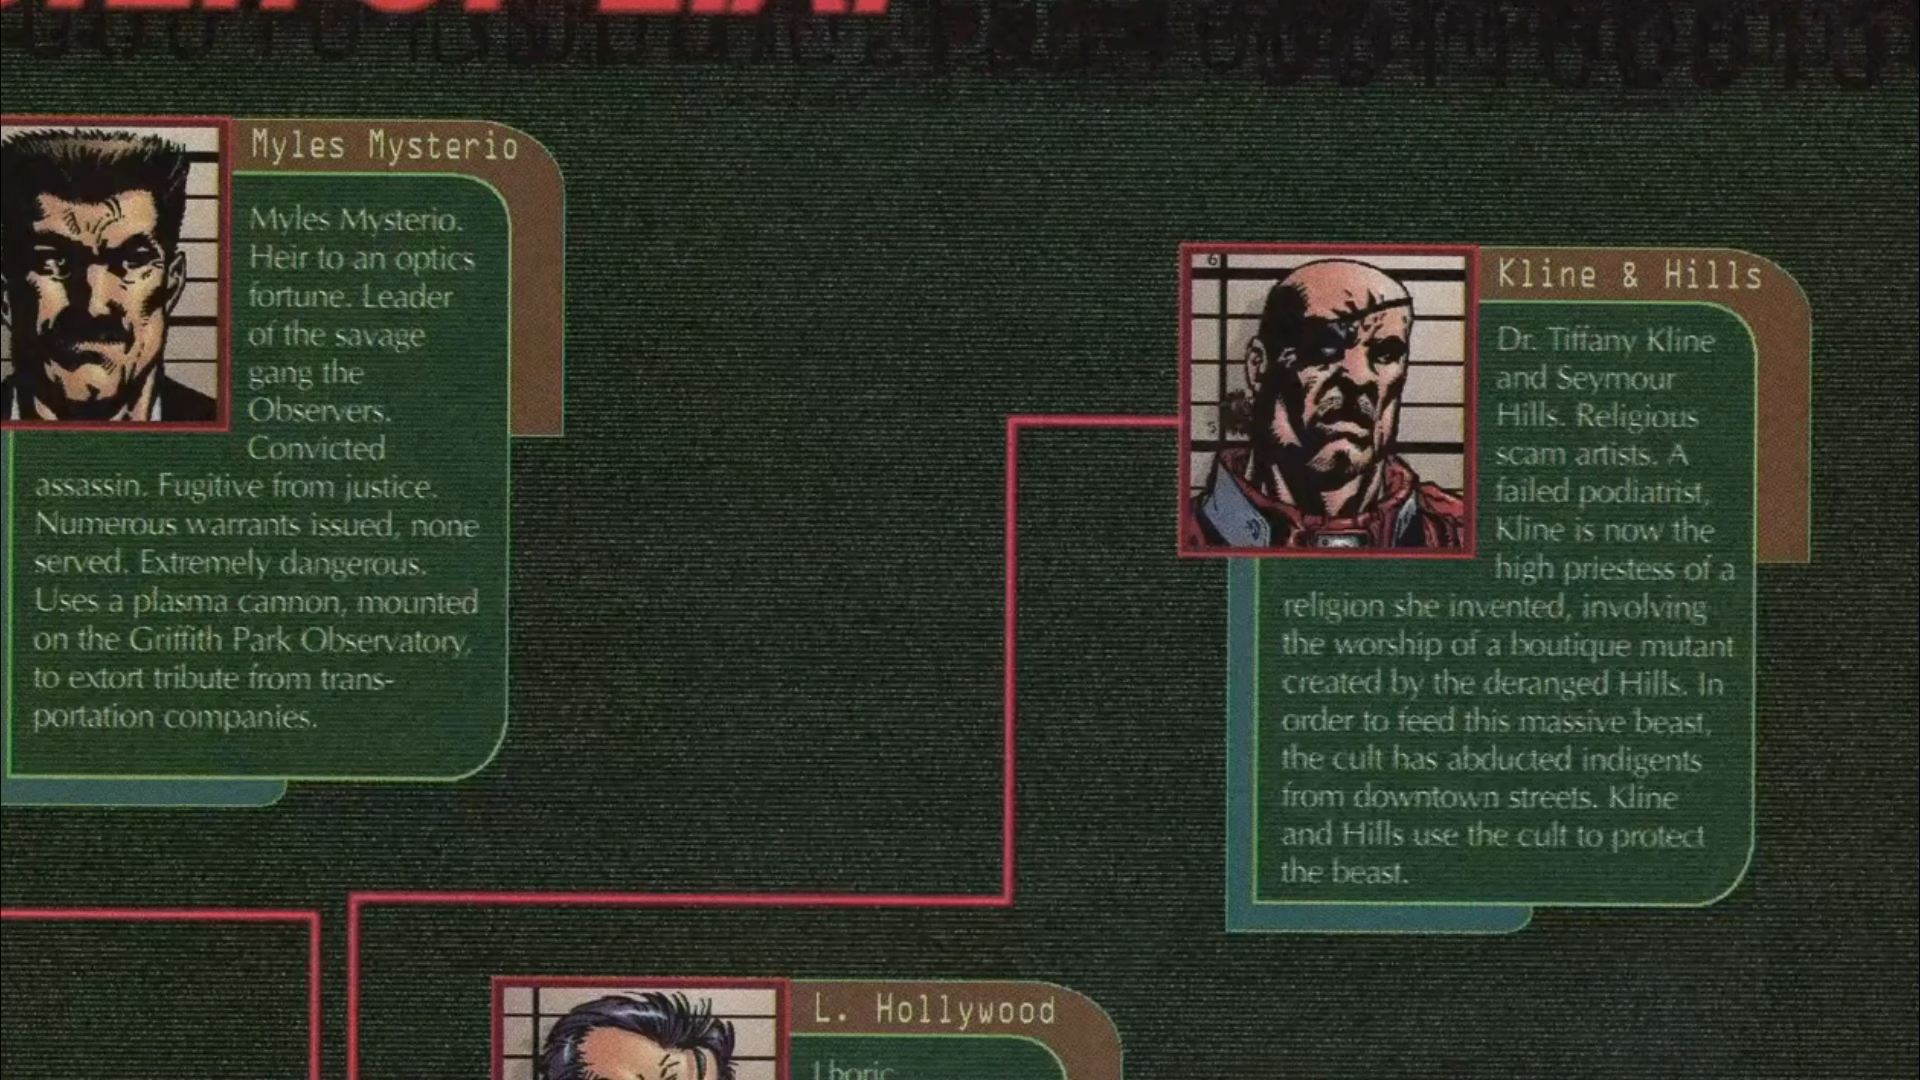 Myles Mysterio
Myles Mysterio.
Heir to an optics
fortune. Leader
of the savage
gang the
Observers.
Convicted
assassin. Fugitive from justice.
Numerous warrants issued, none
served. Extremely dangerous.
Uses a plasma cannon, mounted
on the Griffith Park Observatory,
to extort tribute from trans-
portation companies.
6
5
Kline & Hills
Dr. Tiffany Kline
and Seymour
Hills. Religious
scam artists. A
failed podiatrist,
Kline is now the
high priestess of a
religion she invented, involving
the worship of a boutique mutant
created by the deranged Hills. In
order to feed this massive beast,
the cult has abducted indigents
from downtown streets. Kline
and Hills use the cult to protect
the beast.
L. Hollywood